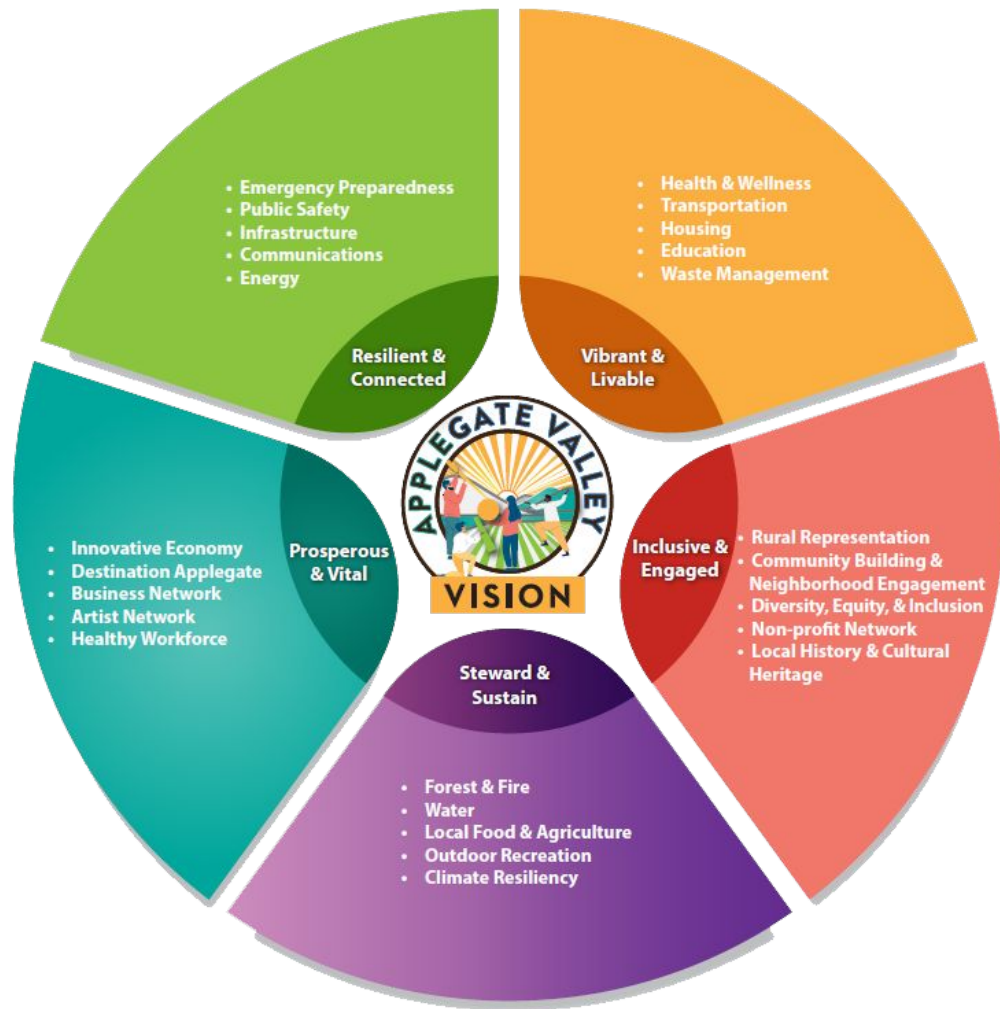 • Emergency Preparedness
• Public Safety
• Infrastructure
• Communications
• Energy
Resilient &
Connected
• Health & Wellness
• Transportation
• Housing
• Education
• Waste Management
Vibrant &
Livable
• Innovative Economy
• Destination Applegate
• Business Network
• Artist Network
• Healthy Workforce
Prosperous
& Vital
APPLEGATE VALLEY
VISION
Inclusive &
Engaged
• Rural Representation
• Community Building &
Neighborhood Engagement
• Diversity, Equity, & Inclusion
• Non-profit Network
• Local History & Cultural
Heritage
Steward &
Sustain
• Forest & Fire
• Water
• Local Food & Agriculture
• Outdoor Recreation
• Climate Resiliency